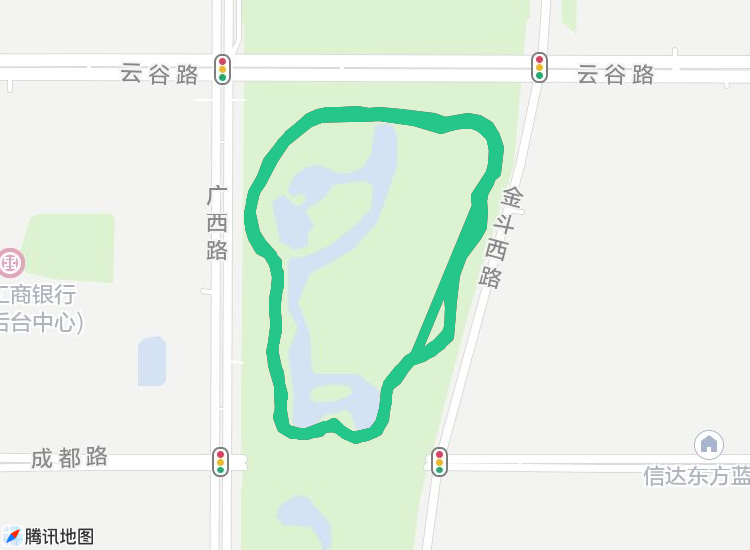 云谷路
云谷路
广西路
金斗西路
工商银行
后台中心)
成都路
信达东方蓝
腾讯地图